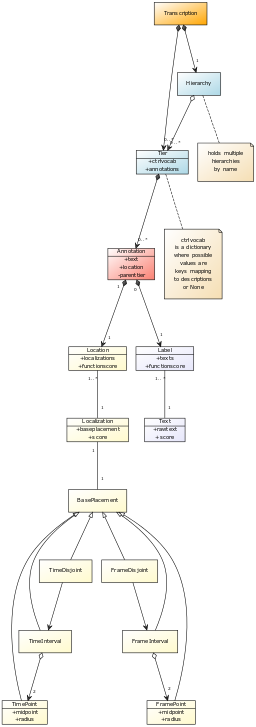 Transcription
1
Hierarchy
holds multiple
hierarchies
by name
0..*
0..*
Tier
+ctrlvocab
+annotations
ctrlvocab
is a dictionary
where possible
values are
keys mapping
to descriptions
or None
0..*
Annotation
+text
+location
-parenttier
1
0
1
1
Location
+localizations
+functionscore
Label
+texts
+functionscore
1..*
1..*
1
1
Localization
+baseplacement
+score
Text
+rawtext
+score
1
1
BasePlacement
TimeDisjoint
FrameDisjoint
TimeInterval
FrameInterval
2
2
TimePoint
+midpoint
+radius
FramePoint
+midpoint
+radius